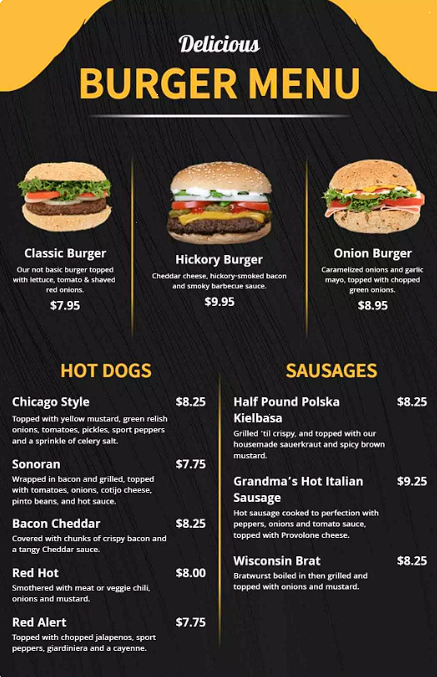 Delicious
BURGER MENU
Classic Burger
Our not basic burger topped
with lettuce, tomato & shaved
red onions.
$7.95
Hickory Burger
Cheddar cheese, hickory-smoked bacon
and smoky barbecue sauce.
$9.95
Onion Burger
Caramelized onions and garlic
mayo, topped with chopped
green onions.
$8.95
HOT DOGS
Chicago Style $8.25
Topped with yellow mustard, green relish
onions, tomatoes, pickles, sport peppers
and a sprinkle of celery salt.
Sonoran $7.75
Wrapped in bacon and grilled, topped
with tomatoes, onions, cotijo cheese,
pinto beans, and hot sauce.
Bacon Cheddar $8.25
Covered with chunks of crispy bacon and
a tangy Cheddar sauce.
Red Hot $8.00
Smothered with meat or veggie chili,
onions and mustard.
Red Alert $7.75
Topped with chopped jalapenos, sport
peppers, giardiniera and a cayenne.
SAUSAGES
Half Pound Polska $8.25
Kielbasa
Grilled 'til crispy, and topped with our
housemade sauerkraut and spicy brown
mustard.
Grandma's Hot Italian $9.25
Sausage
Hot sausage cooked to perfection with
peppers, onions and tomato sauce,
topped with Provolone cheese.
Wisconsin Brat $8.25
Bratwurst boiled in then grilled and
topped with onions and mustard.